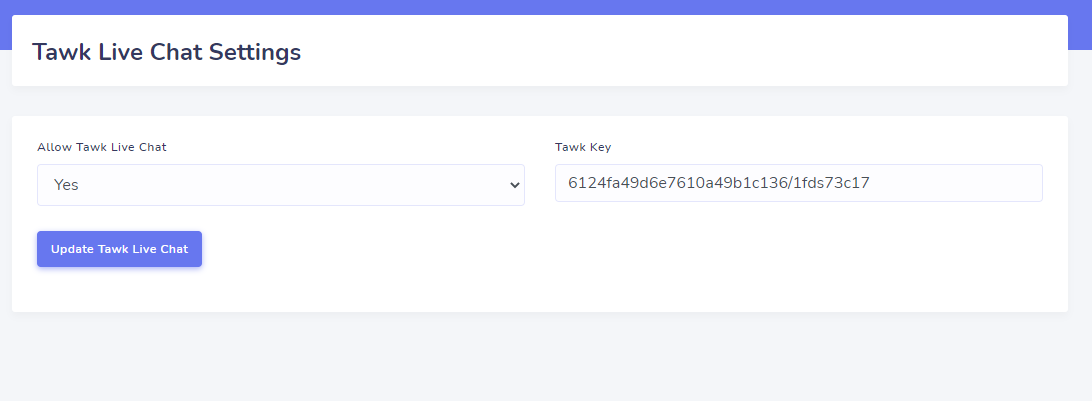 Tawk Live Chat Settings
Allow Tawk Live Chat
Tawk Key
Yes
6124fa49d6e7610a49b1c136/1fds73c17
Update Tawk Live Chat